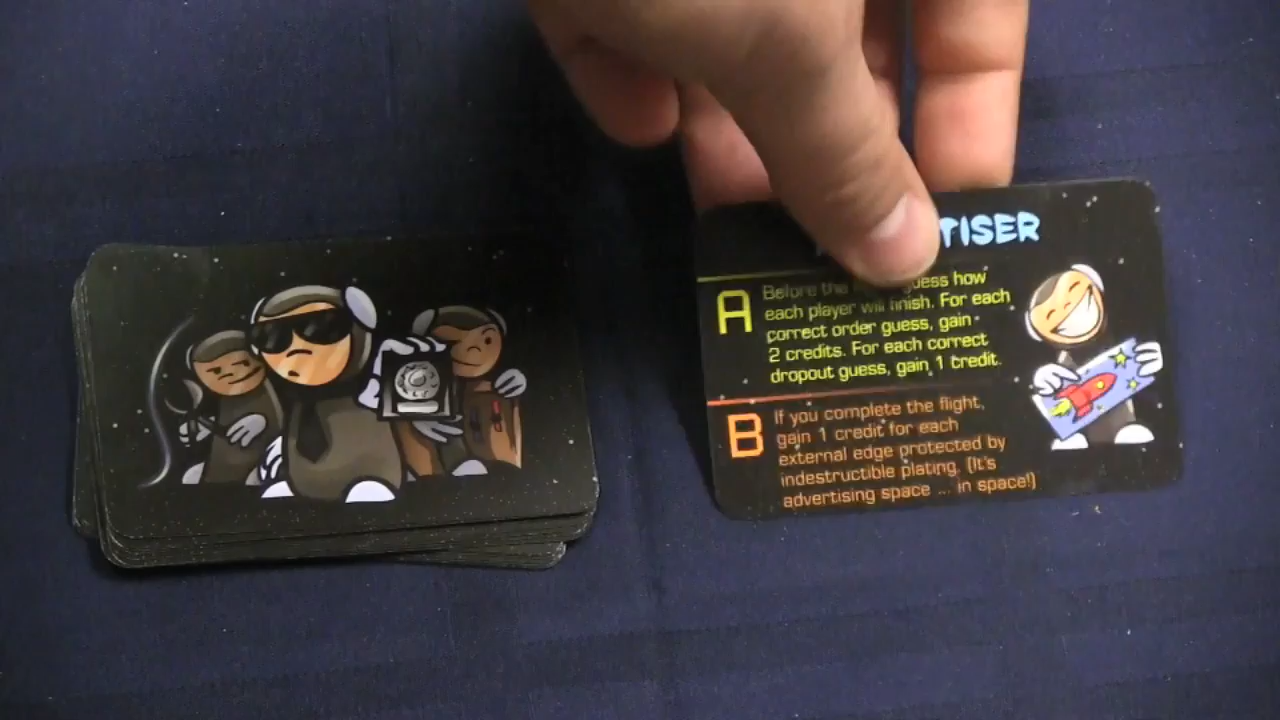 TISER
A
Before the guess how
each player will finish. For each
correct order guess, gain
2 credits. For each correct
dropout guess, gain 1 credit.
B
If you complete the flight,
gain 1 credit for each
external edge protected by
indestructible plating. (It's
advertising space ... in space!)